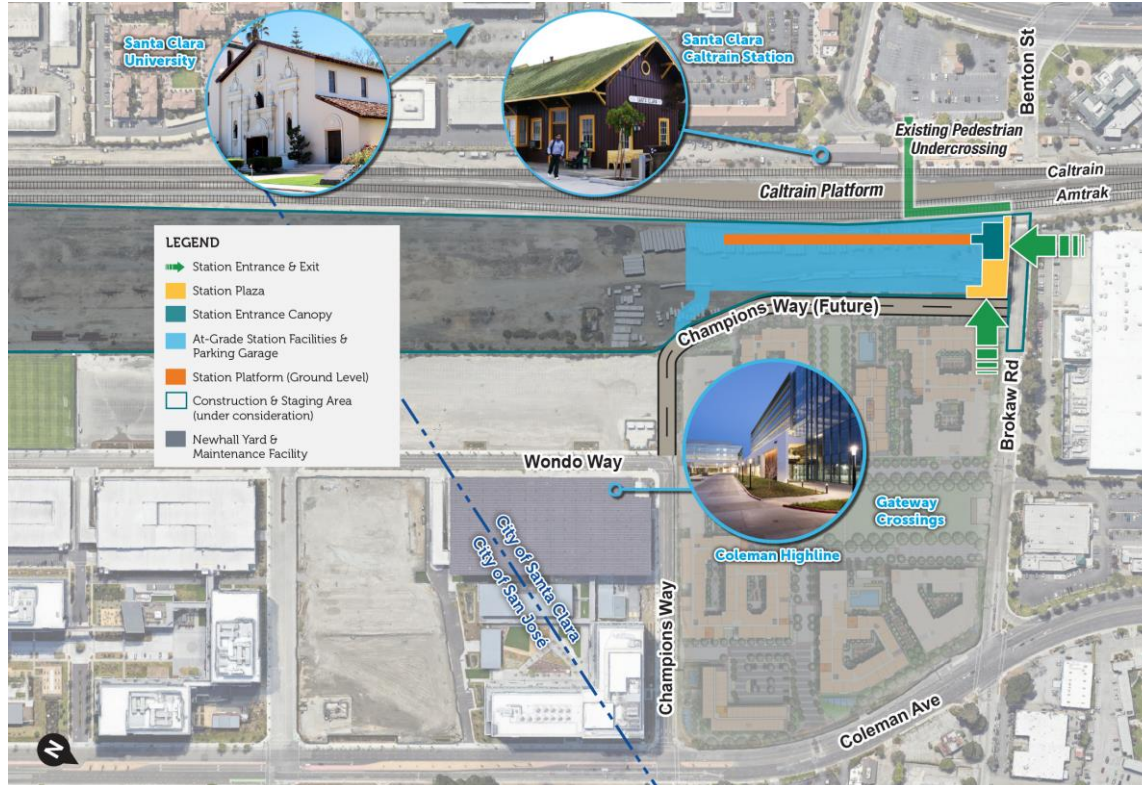 Santa Clara
University
Santa Clara
Caltrain Station
SANTA CLARA
Benton St
Existing Pedestrian
Undercrossing
Caltrain
Amtrak
Caltrain Platform
LEGEND
Station Entrance & Exit
Station Plaza
Station Entrance Canopy
At-Grade Station Facilities &
Parking Garage
Station Platform (Ground Level)
Construction & Staging Area
(under consideration)
Newhall Yard &
Maintenance Facility
Champions Way (Future)
Brokaw Rd
Wondo Way
Gateway
Crossings
Coleman Highline
City of Santa Clara
City of San José
Champions Way
Coleman Ave
N